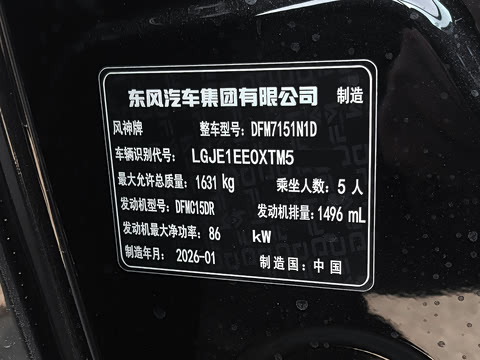 东风汽车集团有限公司 制造
风神牌 整车型号: DFM7151N1D
车辆识别代号: LGJE1EE0XTM5
最大允许总质量: 1631 kg 乘坐人数: 5 人
发动机型号: DFMC15DR 发动机排量: 1496 mL
发动机最大净功率: 86 kW
制造年月: 2026-01 制造国: 中 国